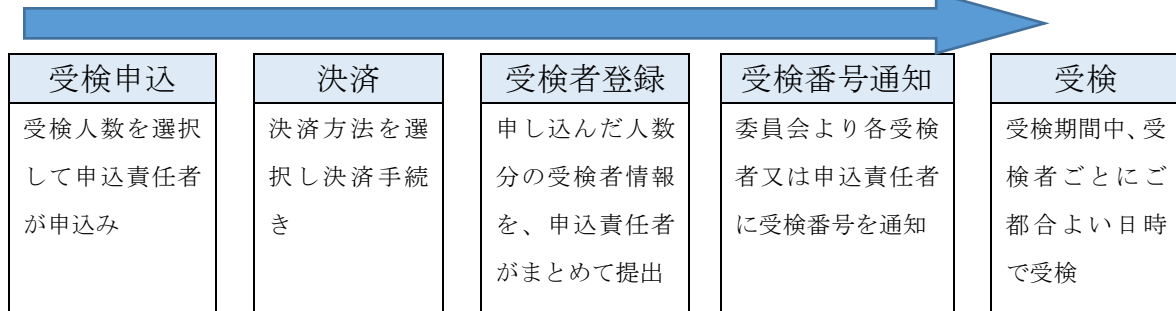 受検申込
受検人数を選択
して申込責任者
が申込み
決済
決済方法を選
択し決済手続
き
受検者登録
申し込んだ人数
分の受検者情報
を、申込責任者
がまとめて提出
受検番号通知
委員会より各受検
者又は申込責任者
に受検番号を通知
受検
受検期間中、受
検者ごとにご
都合よい日時
で受検